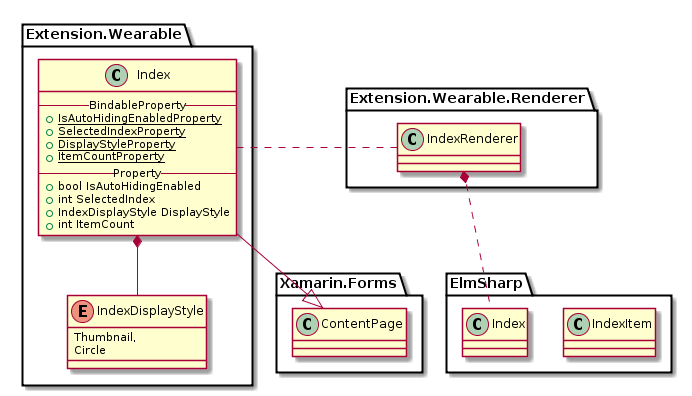 Extension.Wearable
C Index
BindableProperty
IsAutoHidingEnabledProperty
SelectedIndexProperty
DisplayStyleProperty
ItemCountProperty
Property
bool IsAutoHidingEnabled
int SelectedIndex
IndexDisplayStyle DisplayStyle
int ItemCount
E IndexDisplayStyle
Thumbnail,
Circle
Extension.Wearable.Renderer
C IndexRenderer
Xamarin.Forms
C ContentPage
ElmSharp
C Index
C IndexItem